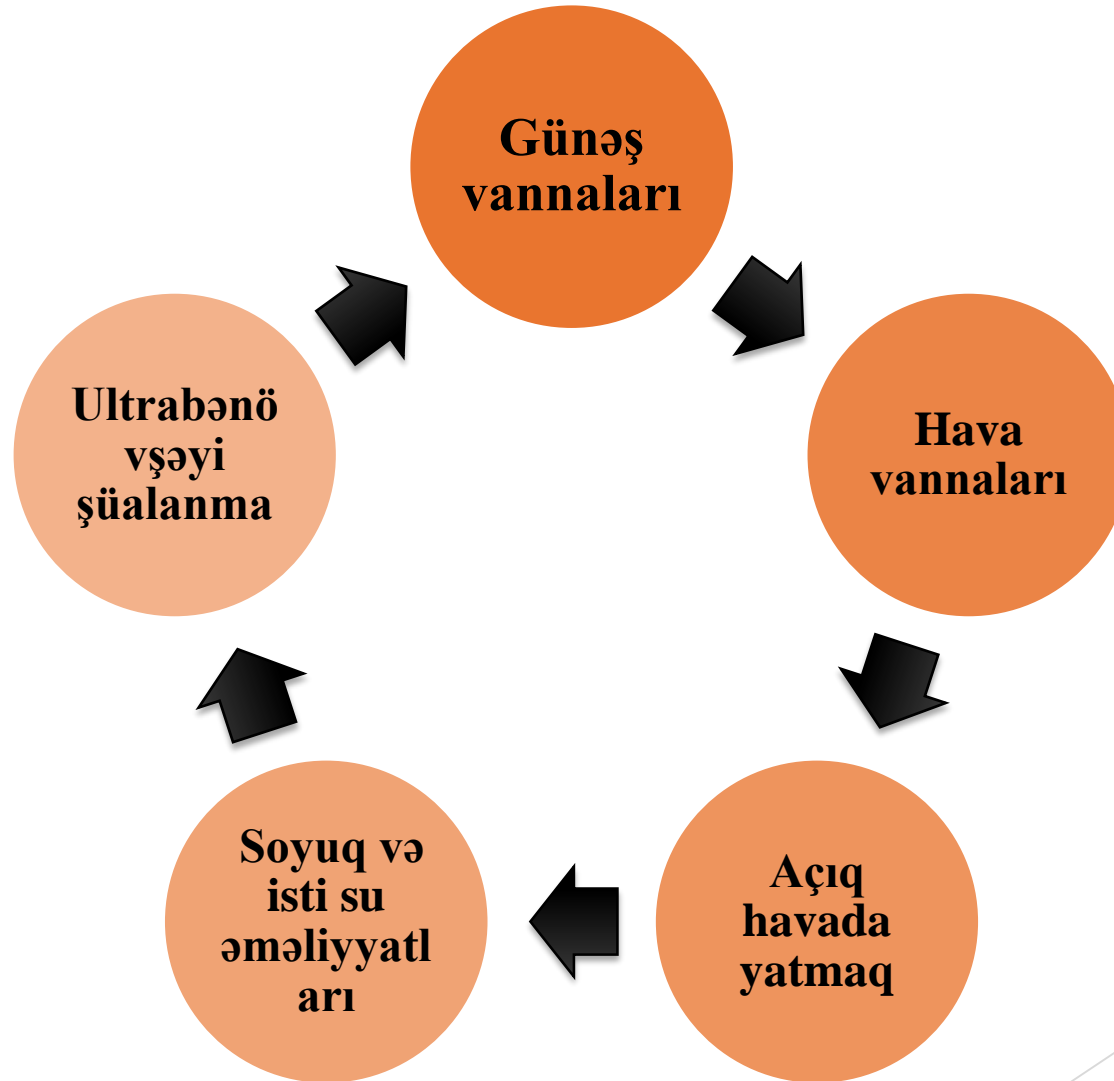 Günəş
vannaları
Hava
vannaları
Açıq
havada
yatmaq
Soyuq və
isti su
əməliyyatl
arı
Ultrabənö
vşəyi
şüalanma